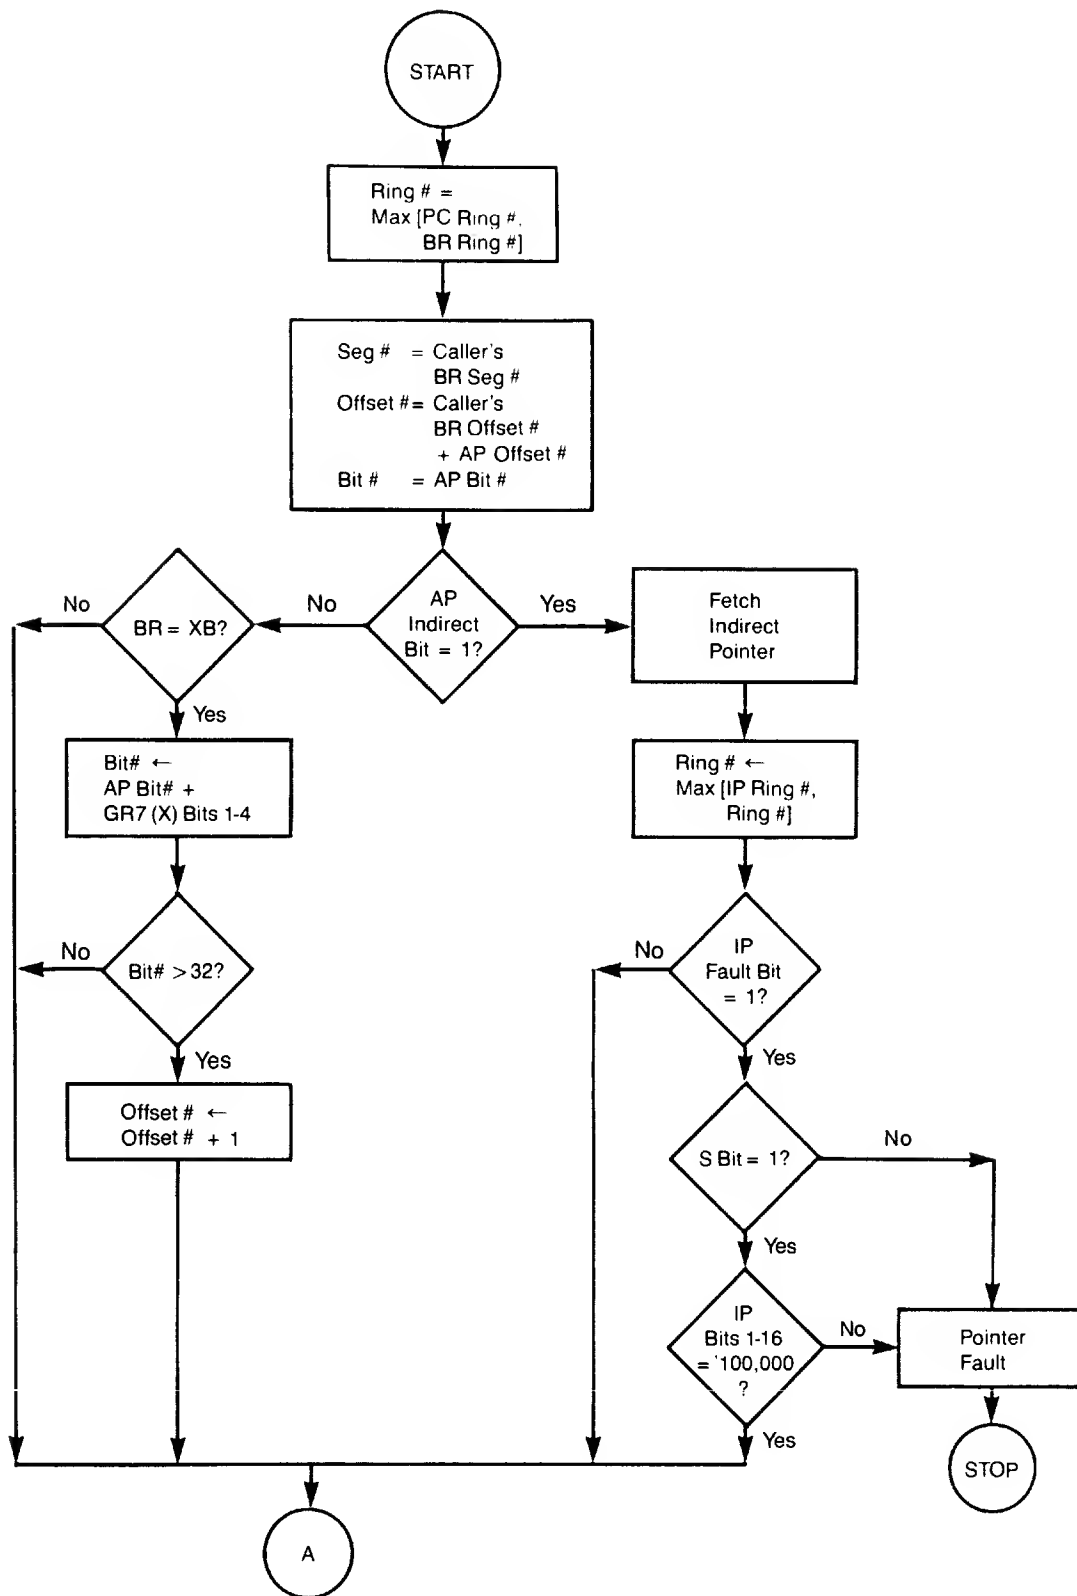 START
Ring # =
Max [PC Ring #,
BR Ring #]
Seg # = Caller's
BR Seg #
Offset # = Caller's
BR Offset #
+ AP Offset #
Bit # = AP Bit #
No
BR = XB?
No
AP
Indirect
Bit = 1?
Yes
Fetch
Indirect
Pointer
Yes
Bit# ←
AP Bit# +
GR7 (X) Bits 1-4
Ring # ←
Max [IP Ring #,
Ring #]
No
Bit# > 32?
No
IP
Fault Bit
= 1?
Yes
Yes
Offset # ←
Offset # + 1
S Bit = 1?
No
Yes
IP
Bits 1-16
= '100,000
?
No
Pointer
Fault
Yes
STOP
A